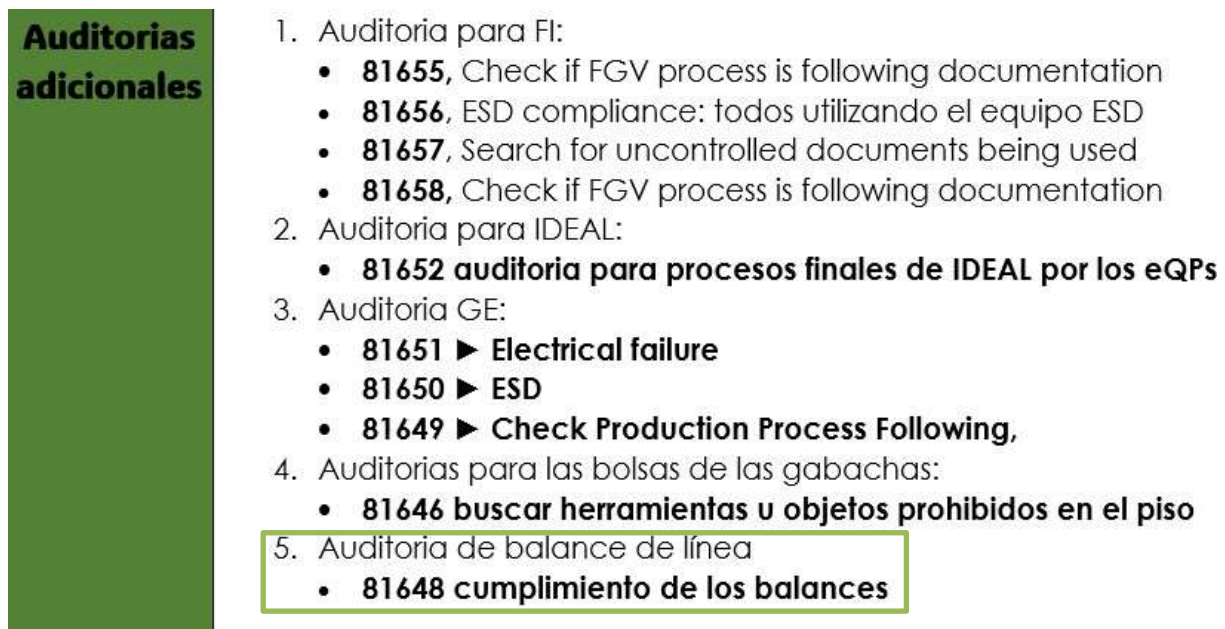 Auditorias
adicionales
1. Auditoria para FI:
• 81655, Check if FGV process is following documentation
• 81656, ESD compliance: todos utilizando el equipo ESD
• 81657, Search for uncontrolled documents being used
• 81658, Check if FGV process is following documentation
2. Auditoria para IDEAL:
• 81652 auditoria para procesos finales de IDEAL por los eQPs
3. Auditoria GE:
• 81651 ► Electrical failure
• 81650 ► ESD
• 81649 ► Check Production Process Following,
4. Auditorias para las bolsas de las gabachas:
• 81646 buscar herramientas u objetos prohibidos en el piso
5. Auditoria de balance de línea
• 81648 cumplimiento de los balances